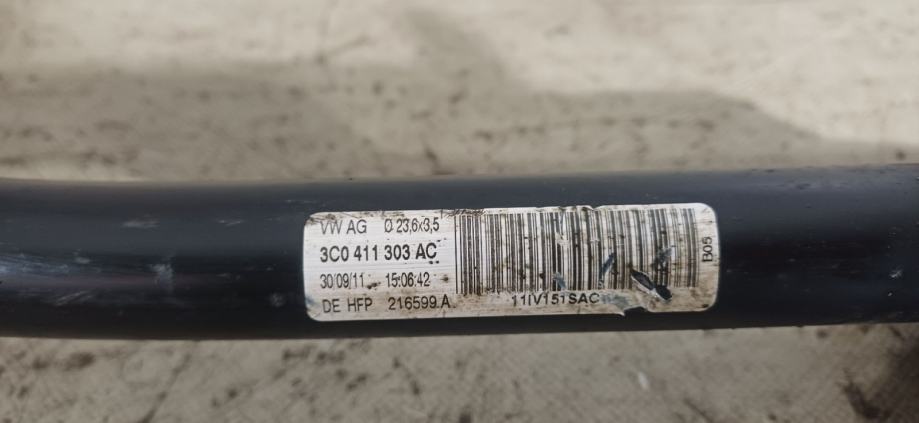 VW AG Ø 23,6x3,5
3C0 411 303 AC
30/09/11 15:06:42
DE HFP 216599.A
11IV151SAC
B05